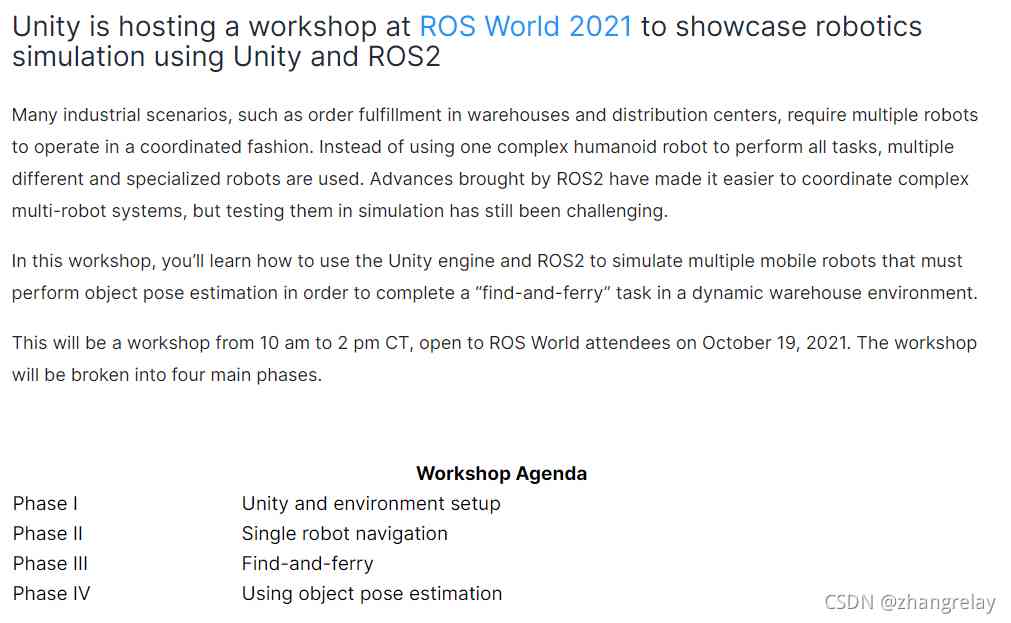 Unity is hosting a workshop at ROS World 2021 to showcase robotics
simulation using Unity and ROS2
Many industrial scenarios, such as order fulfillment in warehouses and distribution centers, require multiple robots
to operate in a coordinated fashion. Instead of using one complex humanoid robot to perform all tasks, multiple
different and specialized robots are used. Advances brought by ROS2 have made it easier to coordinate complex
multi-robot systems, but testing them in simulation has still been challenging.
In this workshop, you’ll learn how to use the Unity engine and ROS2 to simulate multiple mobile robots that must
perform object pose estimation in order to complete a “find-and-ferry” task in a dynamic warehouse environment.
This will be a workshop from 10 am to 2 pm CT, open to ROS World attendees on October 19, 2021. The workshop
will be broken into four main phases.
Workshop Agenda
Phase I Unity and environment setup
Phase II Single robot navigation
Phase III Find-and-ferry
Phase IV Using object pose estimation
CSDN @zhangrelay